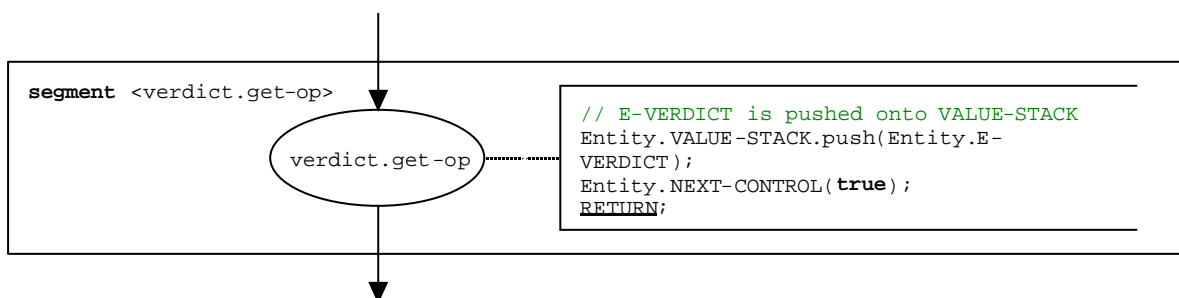 segment <verdict.get-op>
verdict.get-op
// E-VERDICT is pushed onto VALUE-STACK
Entity.VALUE-STACK.push(Entity.E-
VERDICT);
Entity.NEXT-CONTROL(true);
RETURN;